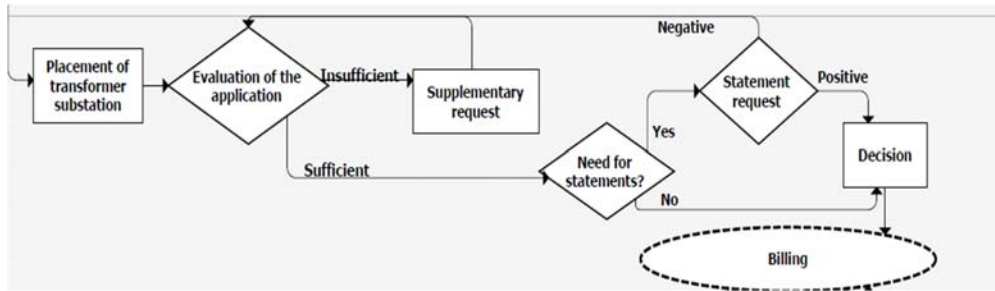 Negative
Placement of
transformer
substation
Evaluation of the
application
Insufficient
Supplementary
request
Statement
request
Positive
Yes
Need for
statements?
Decision
Sufficient
No
Billing